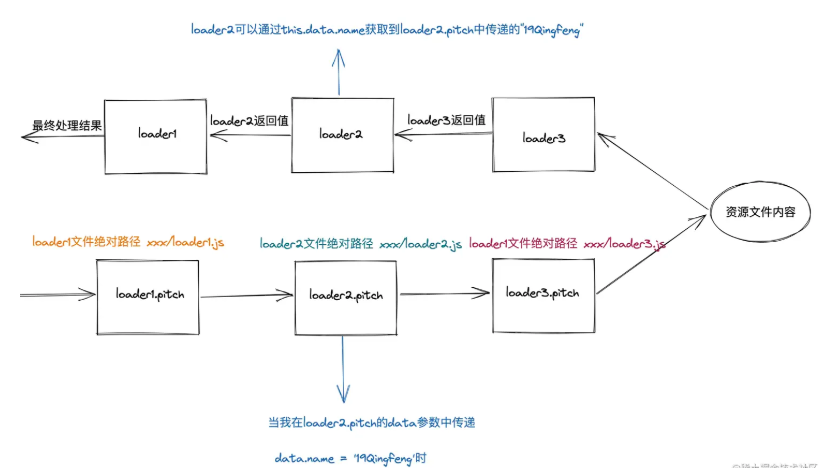 loader2可以通过this.data.name获取到loader2.pitch中传递的"19Qingfeng"
最终处理结果
loader1
loader2返回值
loader2
loader3返回值
loader3
资源文件内容
loader1文件绝对路径 xxx/loader1.js
loader2文件绝对路径 xxx/loader2.js
loader1文件绝对路径 xxx/loader3.js
loader1.pitch
loader2.pitch
loader3.pitch
当我在loader2.pitch的data参数中传递
data.name = '19Qingfeng'时